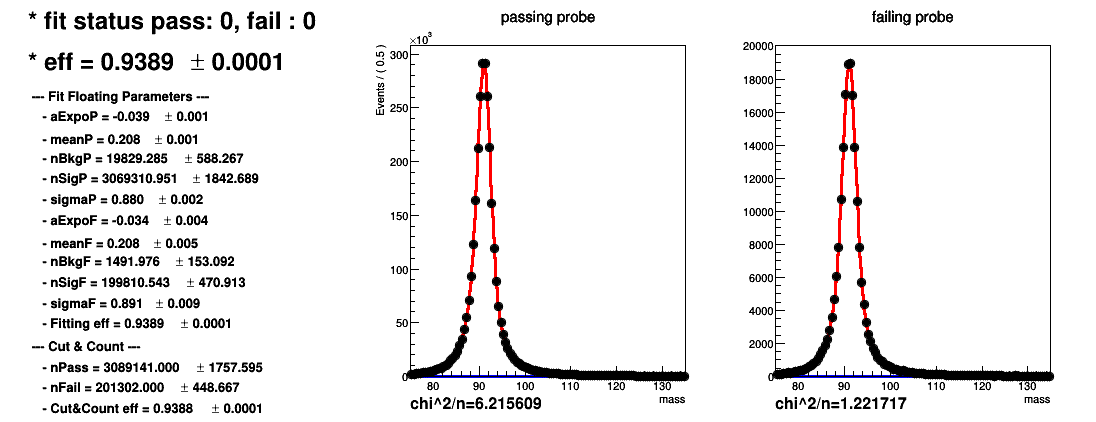 * fit status pass: 0, fail : 0
* eff = 0.9389 ± 0.0001
--- Fit Floating Parameters ---
- aExpoP = -0.039 ± 0.001
- meanP = 0.208 ± 0.001
- nBkgP = 19829.285 ± 588.267
- nSigP = 3069310.951 ± 1842.689
- sigmaP = 0.880 ± 0.002
- aExpoF = -0.034 ± 0.004
- meanF = 0.208 ± 0.005
- nBkgF = 1491.976 ± 153.092
- nSigF = 199810.543 ± 470.913
- sigmaF = 0.891 ± 0.009
- Fitting eff = 0.9389 ± 0.0001
--- Cut & Count ---
- nPass = 3089141.000 ± 1757.595
- nFail = 201302.000 ± 448.667
- Cut&Count eff = 0.9388 ± 0.0001
passing probe
×10³
Events / ( 0.5 )
300
250
200
150
100
50
0
80 90 100 110 120 130
mass
chi^2/n=6.215609
failing probe
20000
18000
16000
14000
12000
10000
8000
6000
4000
2000
0
80 90 100 110 120 130
mass
chi^2/n=1.221717